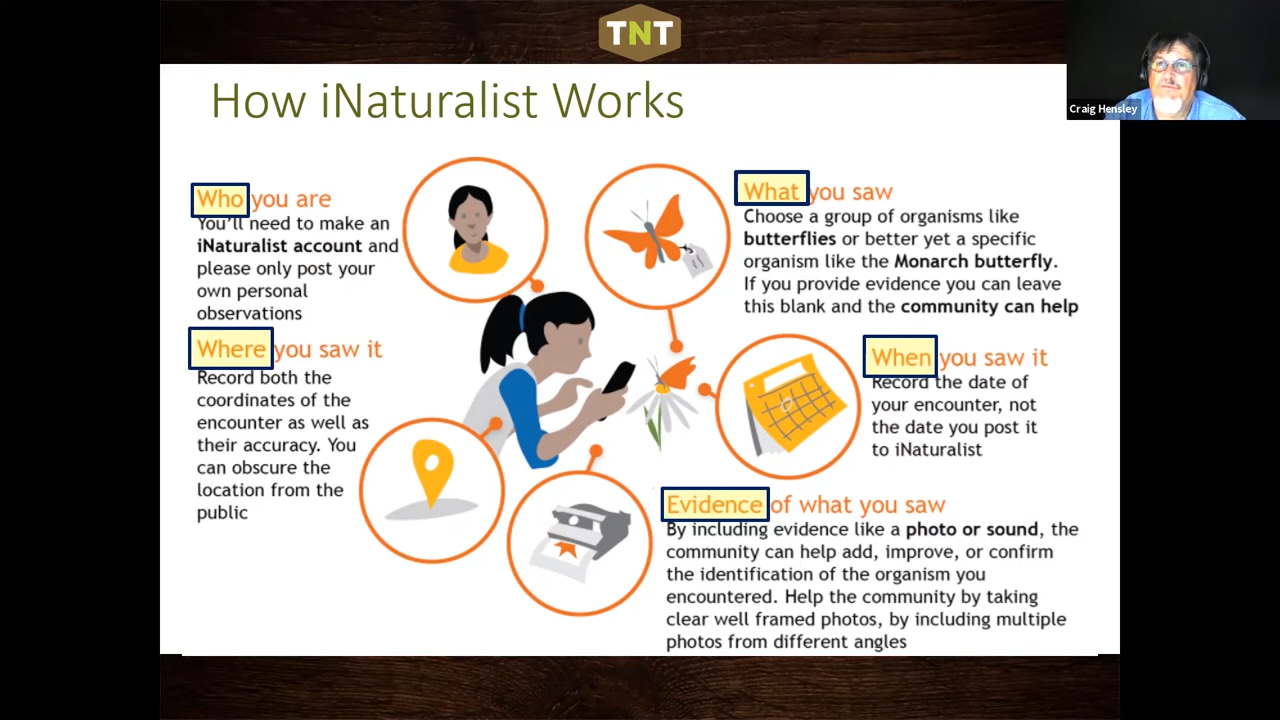 TNT
How iNaturalist Works
Craig Hensley
Who you are
You'll need to make an
iNaturalist account and
please only post your
own personal
observations
What you saw
Choose a group of organisms like
butterflies or better yet a specific
organism like the Monarch butterfly.
If you provide evidence you can leave
this blank and the community can help
Where you saw it
Record both the
coordinates of the
encounter as well as
their accuracy. You
can obscure the
location from the
public
When you saw it
Record the date of
your encounter, not
the date you post it
to iNaturalist
Evidence of what you saw
By including evidence like a photo or sound, the
community can help add, improve, or confirm
the identification of the organism you
encountered. Help the community by taking
clear well framed photos, by including multiple
photos from different angles